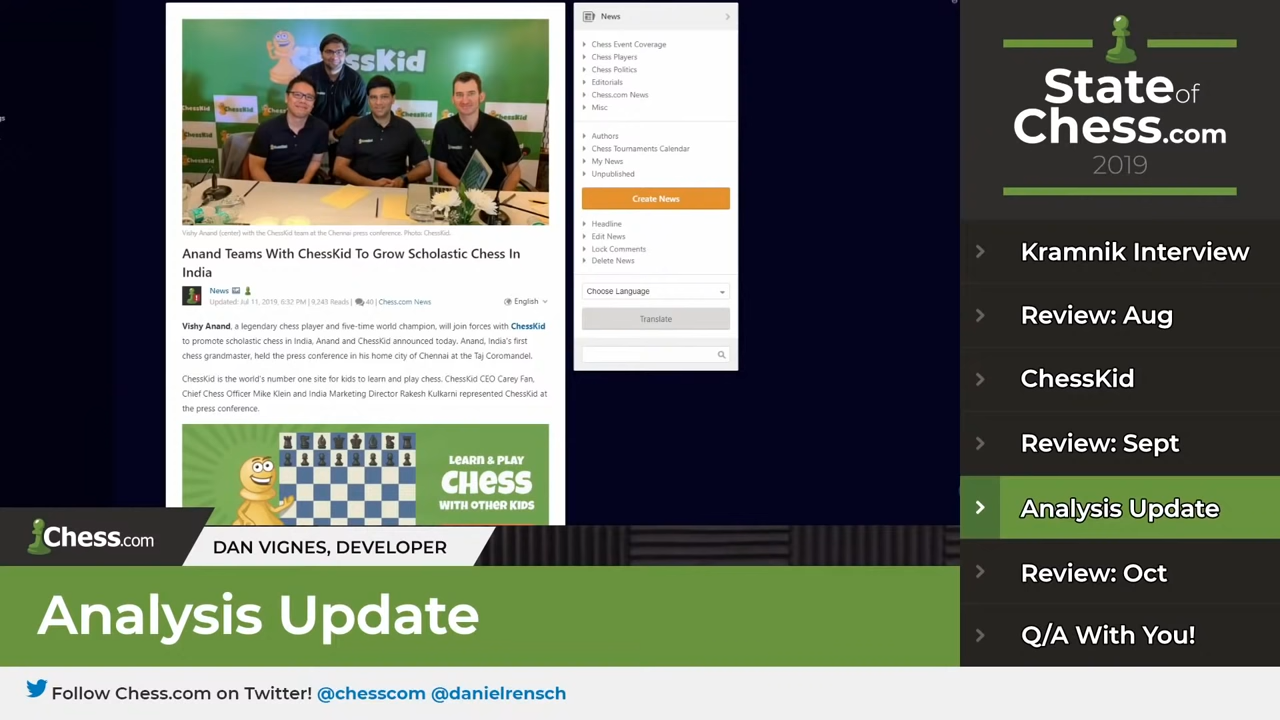 ChessKid
Vishy Anand (center) with the ChessKid team at the Chennai press conference. Photo: ChessKid.
Anand Teams With ChessKid To Grow Scholastic Chess In
India
News
Updated: Jul 11, 2019, 6:32 PM | 9,243 Reads | 40 | Chess.com News
English
Vishy Anand, a legendary chess player and five-time world champion, will join forces with ChessKid
to promote scholastic chess in India, Anand and ChessKid announced today. Anand, India's first
chess grandmaster, held the press conference in his home city of Chennai at the Taj Coromandel.
ChessKid is the world's number one site for kids to learn and play chess. ChessKid CEO Carey Fan,
Chief Chess Officer Mike Klein and India Marketing Director Rakesh Kulkarni represented ChessKid at
the press conference.
LEARN & PLAY
CHESS
WITH OTHER KIDS
News
Chess Event Coverage
Chess Players
Chess Politics
Editorials
Chess.com News
Misc
Authors
Chess Tournaments Calendar
My News
Unpublished
Create News
Headline
Edit News
Lock Comments
Delete News
Choose Language
Translate
State of
Chess.com
2019
Kramnik Interview
Review: Aug
ChessKid
Review: Sept
Analysis Update
Review: Oct
Q/A With You!
Chess.com
DAN VIGNES, DEVELOPER
Analysis Update
Follow Chess.com on Twitter! @chesscom @danielrensch